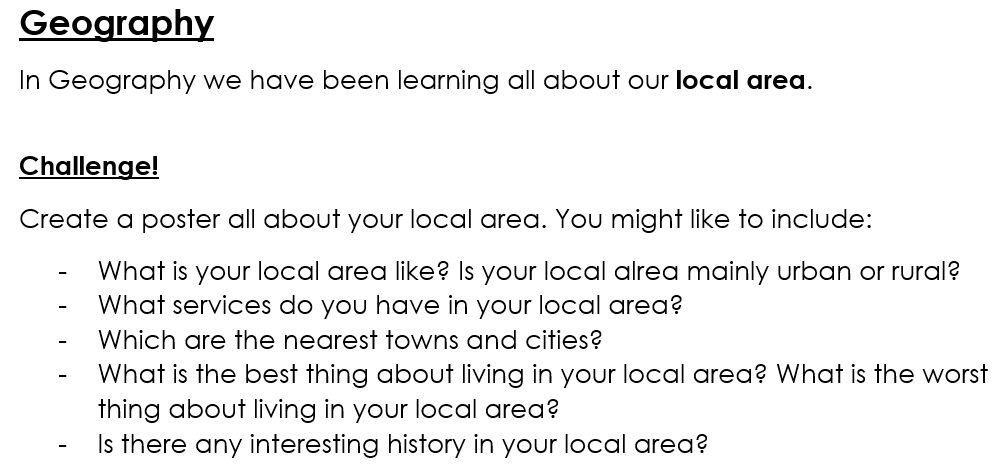 Geography
In Geography we have been learning all about our local area.
Challenge!
Create a poster all about your local area. You might like to include:
- What is your local area like? Is your local alrea mainly urban or rural?
- What services do you have in your local area?
- Which are the nearest towns and cities?
- What is the best thing about living in your local area? What is the worst
thing about living in your local area?
- Is there any interesting history in your local area?